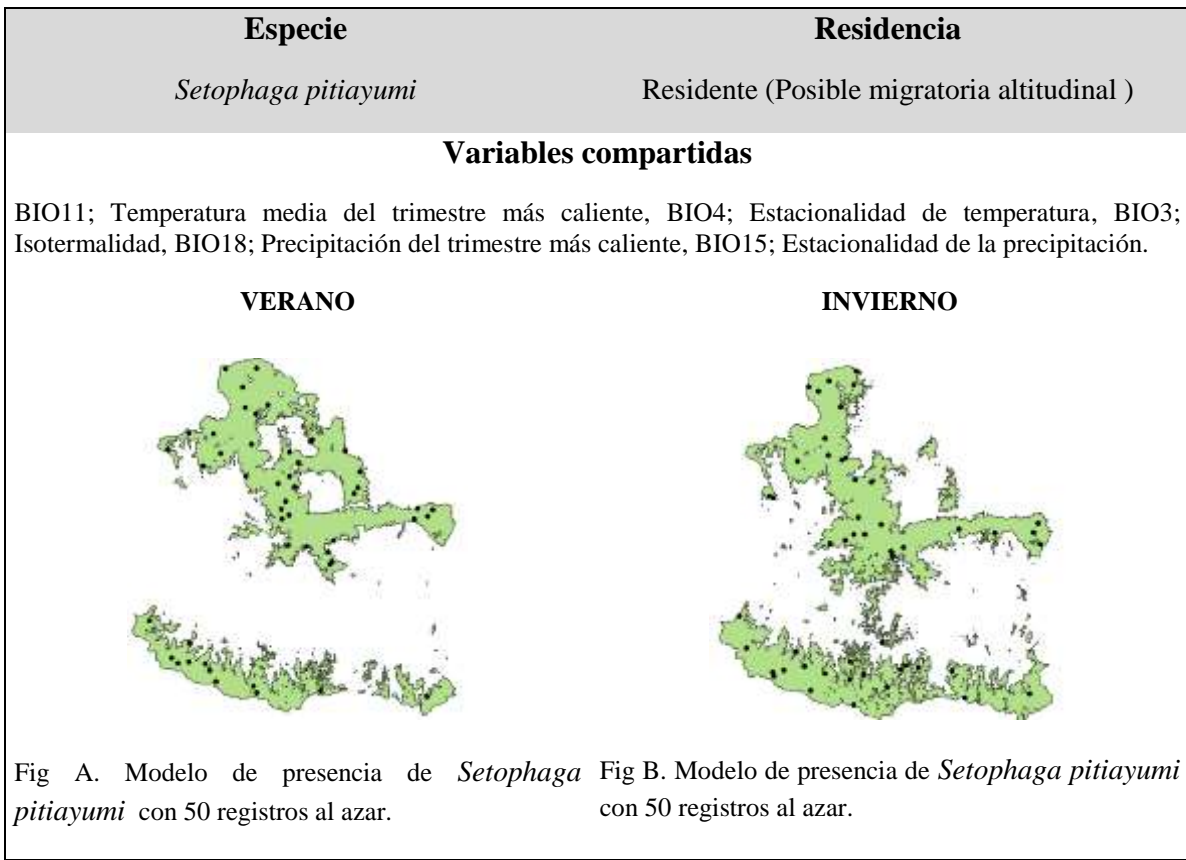 Especie
Residencia
Setophaga pitiayumi
Residente (Posible migratoria altitudinal )
Variables compartidas
BIO11; Temperatura media del trimestre más caliente, BIO4; Estacionalidad de temperatura, BIO3;
Isotermalidad, BIO18; Precipitación del trimestre más caliente, BIO15; Estacionalidad de la precipitación.
VERANO
INVIERNO
Fig A. Modelo de presencia de Setophaga
pitiayumi con 50 registros al azar.
Fig B. Modelo de presencia de Setophaga pitiayumi
con 50 registros al azar.